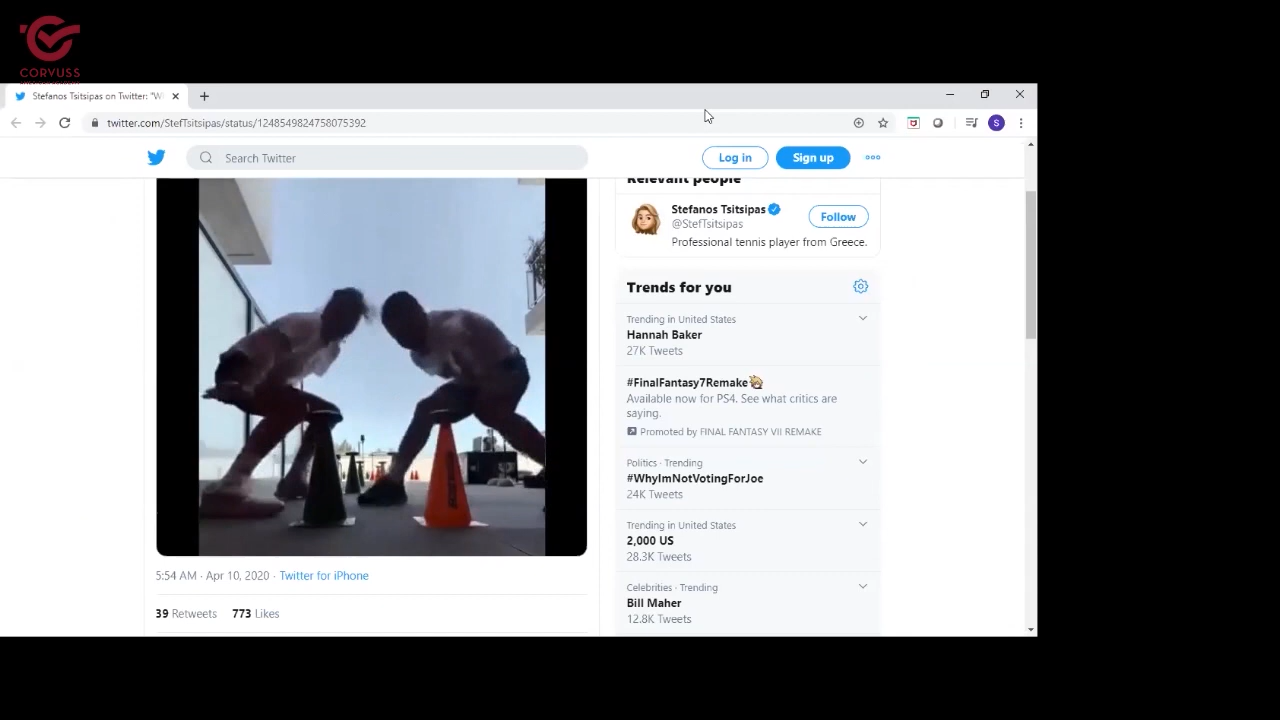 CORVUSS
Stefanos Tsitsipas on Twitter: "Wi
twitter.com/StefTsitsipas/status/1248549824758075392
S
Search Twitter
Log in
Sign up
Relevant people
Stefanos Tsitsipas
@StefTsitsipas
Follow
Professional tennis player from Greece.
Trends for you
Trending in United States
Hannah Baker
27K Tweets
#FinalFantasy7Remake
Available now for PS4. See what critics are
saying.
Promoted by FINAL FANTASY VII REMAKE
Politics · Trending
#WhyImNotVotingForJoe
24K Tweets
Trending in United States
2,000 US
28.3K Tweets
Celebrities · Trending
Bill Maher
12.8K Tweets
5:54 AM · Apr 10, 2020 · Twitter for iPhone
39 Retweets 773 Likes